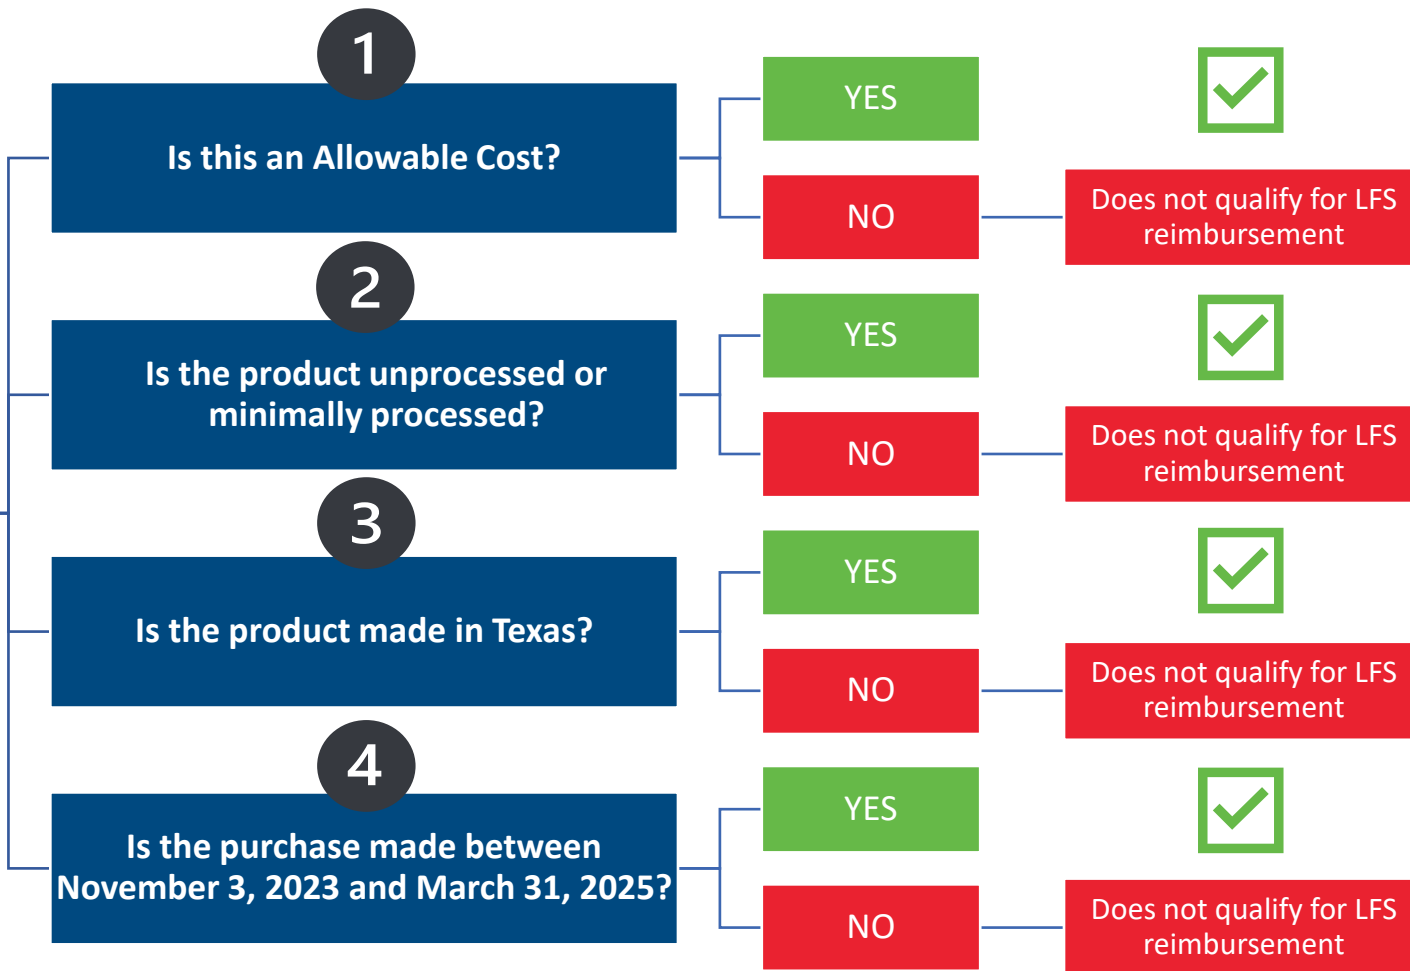 1
Is this an Allowable Cost?
YES
NO
Does not qualify for LFS
reimbursement
2
Is the product unprocessed or
minimally processed?
YES
NO
Does not qualify for LFS
reimbursement
3
Is the product made in Texas?
YES
NO
Does not qualify for LFS
reimbursement
4
Is the purchase made between
November 3, 2023 and March 31, 2025?
YES
NO
Does not qualify for LFS
reimbursement